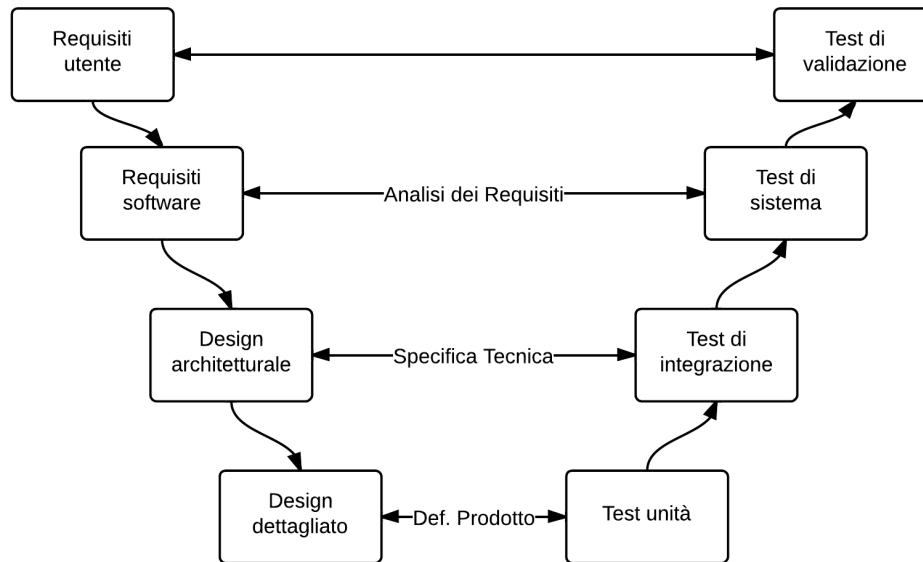 Requisiti
utente
Test di
validazione
Requisiti
software
Analisi dei Requisiti
Test di
sistema
Design
architetturale
Specifica Tecnica
Test di
integrazione
Design
dettagliato
Def. Prodotto
Test unità